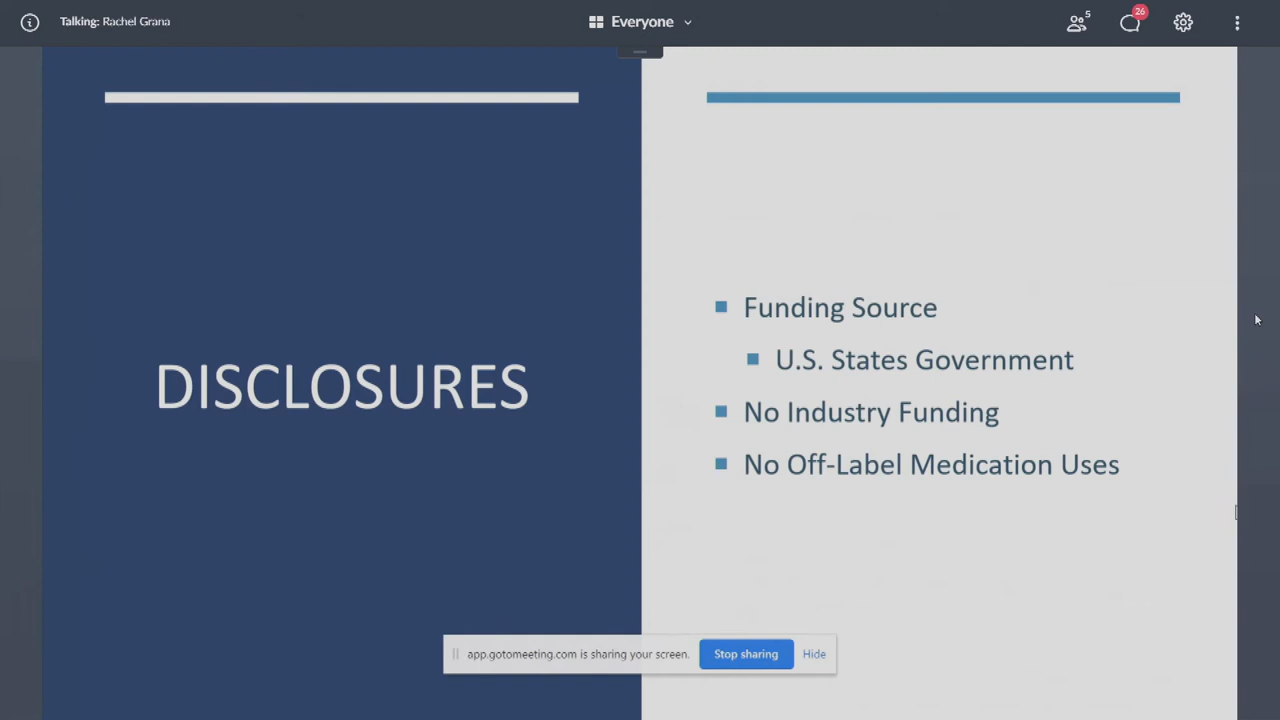 Talking: Rachel Grana
Everyone
5
26
DISCLOSURES
Funding Source
U.S. States Government
No Industry Funding
No Off-Label Medication Uses
app.gotomeeting.com is sharing your screen.
Stop sharing
Hide